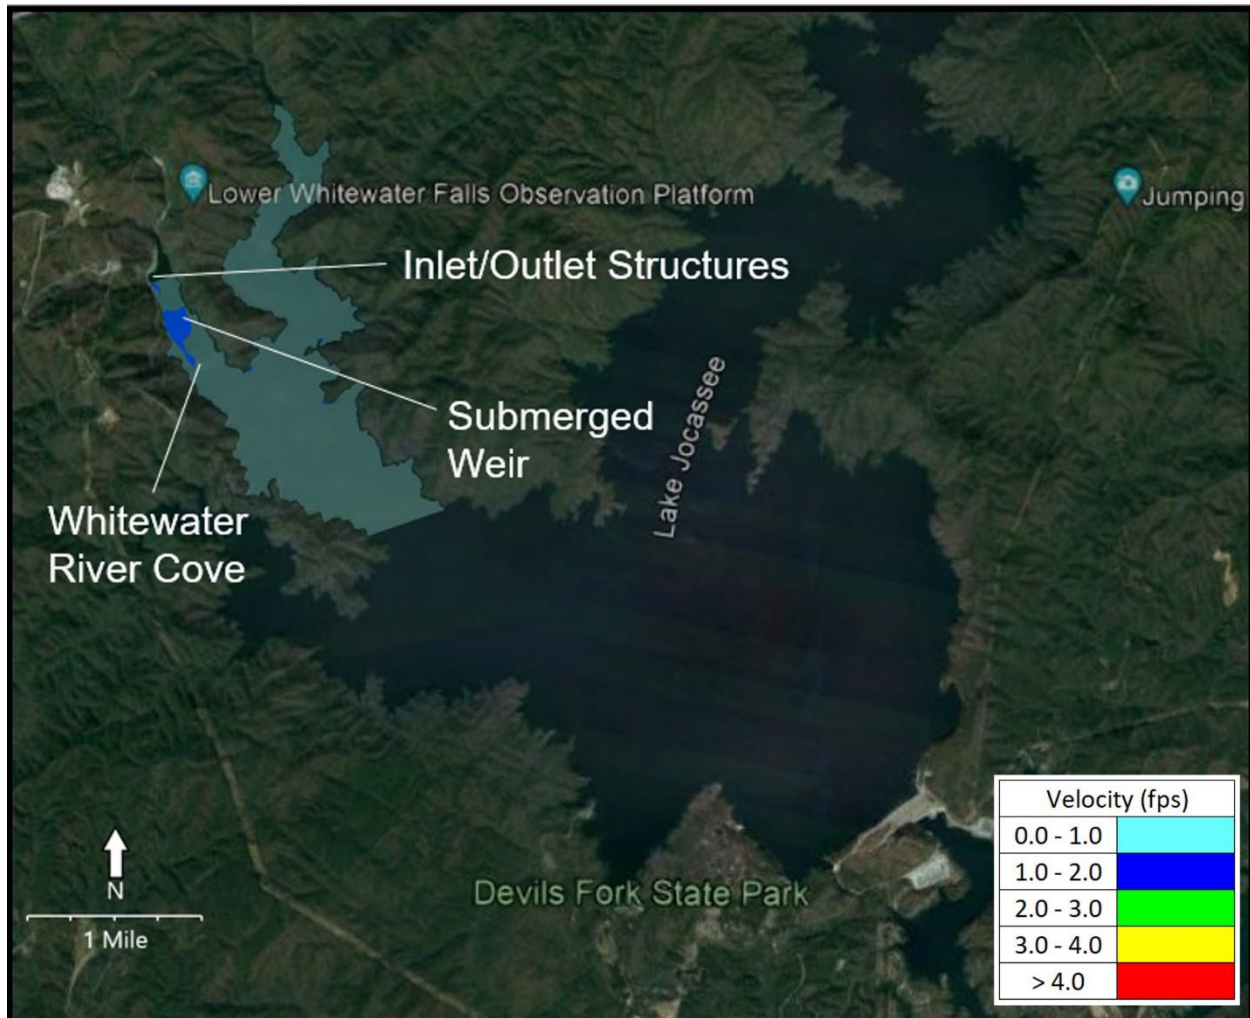 Lower Whitewater Falls Observation Platform
Jumping
Inlet/Outlet Structures
Submerged
Weir
Lake Jocassee
Whitewater
River Cove
Velocity (fps)
0.0 - 1.0
1.0 - 2.0
2.0 - 3.0
3.0 - 4.0
> 4.0
N
1 Mile
Devils Fork State Park